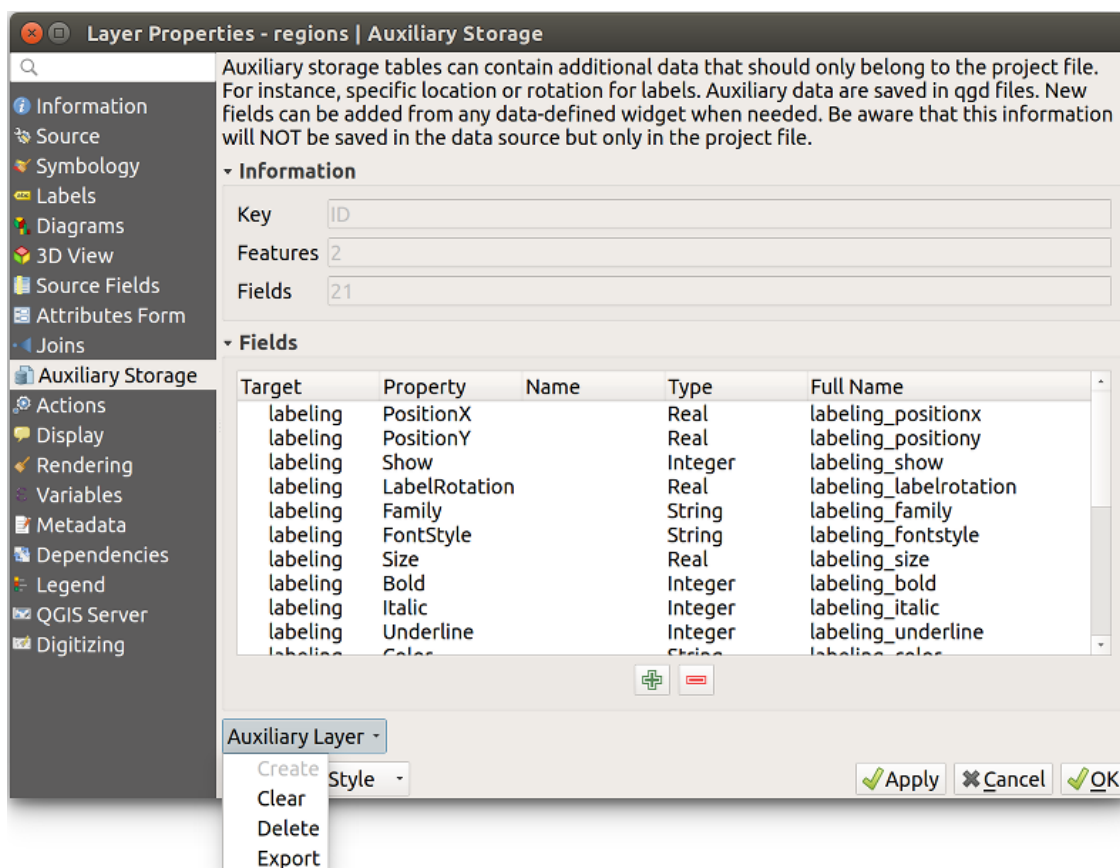 Layer Properties - regions | Auxiliary Storage
Auxiliary storage tables can contain additional data that should only belong to the project file.
For instance, specific location or rotation for labels. Auxiliary data are saved in qgd files. New
fields can be added from any data-defined widget when needed. Be aware that this information
will NOT be saved in the data source but only in the project file.
Information
Source
Symbology
Labels
Diagrams
3D View
Source Fields
Attributes Form
Joins
Auxiliary Storage
Actions
Display
Rendering
Variables
Metadata
Dependencies
Legend
QGIS Server
Digitizing
Information
Key ID
Features 2
Fields 21
Fields
Target Property Name Type Full Name
labeling PositionX Real labeling_positionx
labeling PositionY Real labeling_positiony
labeling Show Integer labeling_show
labeling LabelRotation Real labeling_labelrotation
labeling Family String labeling_family
labeling FontStyle String labeling_fontstyle
labeling Size Real labeling_size
labeling Bold Integer labeling_bold
labeling Italic Integer labeling_italic
labeling Underline Integer labeling_underline
labeling Color String labeling_color
Auxiliary Layer
Create
Clear
Delete
Export
Style
Apply Cancel OK